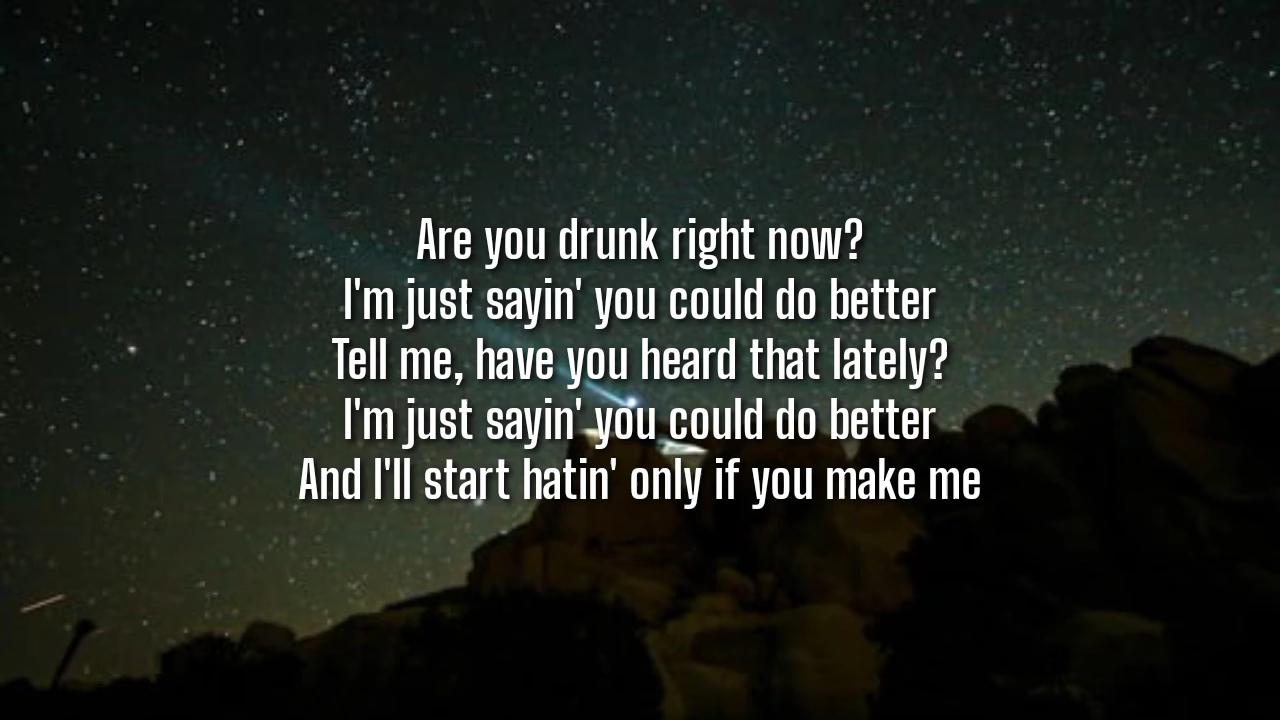 Are you drunk right now?
I'm just sayin' you could do better
Tell me, have you heard that lately?
I'm just sayin' you could do better
And I'll start hatin' only if you make me